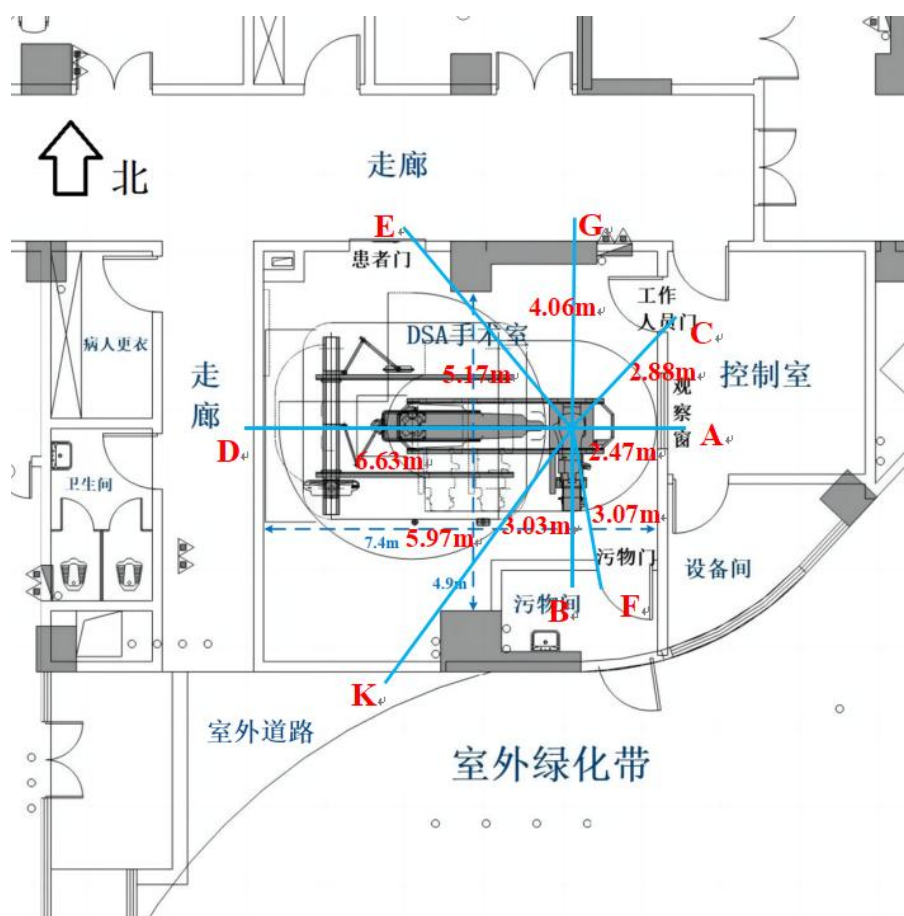 走廊
北
E
G
患者门
工作
人员门
4.06m
DSA手术室
C
病人更衣
走
廊
5.17m
2.88m
控制室
观
察
窗
D
A
6.63m
2.47m
卫生间
3.03m
3.07m
7.4m
5.97m
污物门
设备间
4.9m
污物间
B
F
K
室外道路
室外绿化带